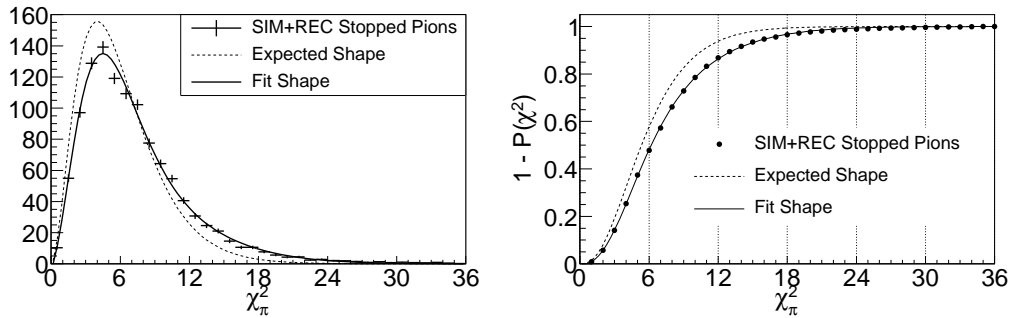 160
140
120
100
80
60
40
20
0
0 6 12 18 24 30 36
χ²π
SIM+REC Stopped Pions
Expected Shape
Fit Shape
1 - P(χ²)
1
0.8
0.6
0.4
0.2
0
0 6 12 18 24 30 36
χ²π
SIM+REC Stopped Pions
Expected Shape
Fit Shape